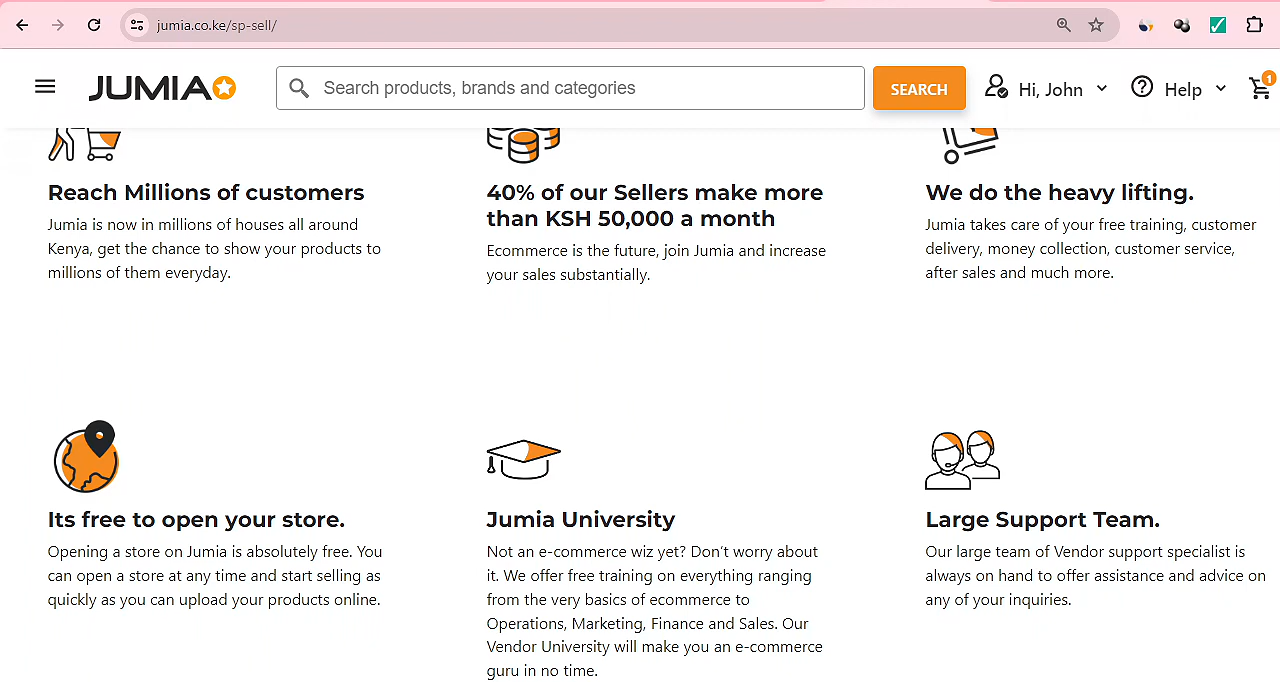 jumia.co.ke/sp-sell/
JUMIA
Search products, brands and categories
SEARCH
Hi, John
Help
1
Reach Millions of customers
Jumia is now in millions of houses all around
Kenya, get the chance to show your products to
millions of them everyday.
40% of our Sellers make more
than KSH 50,000 a month
Ecommerce is the future, join Jumia and increase
your sales substantially.
We do the heavy lifting.
Jumia takes care of your free training, customer
delivery, money collection, customer service,
after sales and much more.
Its free to open your store.
Opening a store on Jumia is absolutely free. You
can open a store at any time and start selling as
quickly as you can upload your products online.
Jumia University
Not an e-commerce wiz yet? Don’t worry about
it. We offer free training on everything ranging
from the very basics of ecommerce to
Operations, Marketing, Finance and Sales. Our
Vendor University will make you an e-commerce
guru in no time.
Large Support Team.
Our large team of Vendor support specialist is
always on hand to offer assistance and advice on
any of your inquiries.